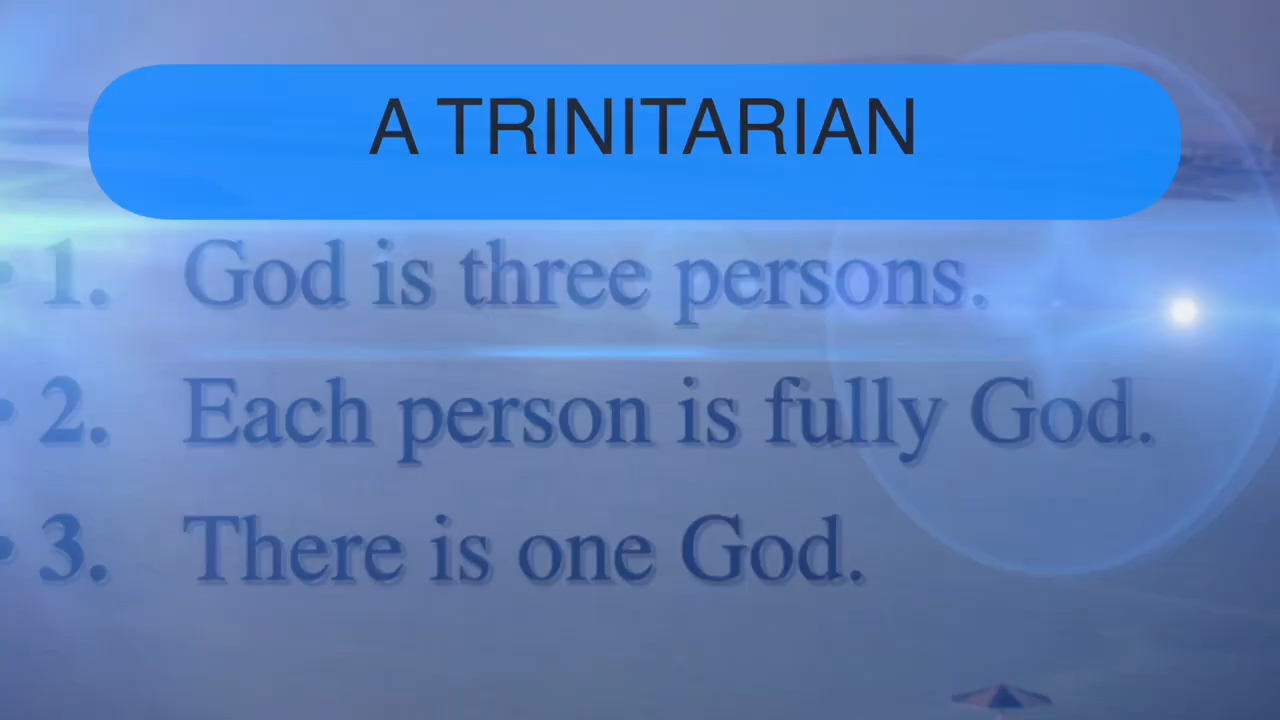 A TRINITARIAN
• 1. God is three persons.
• 2. Each person is fully God.
• 3. There is one God.